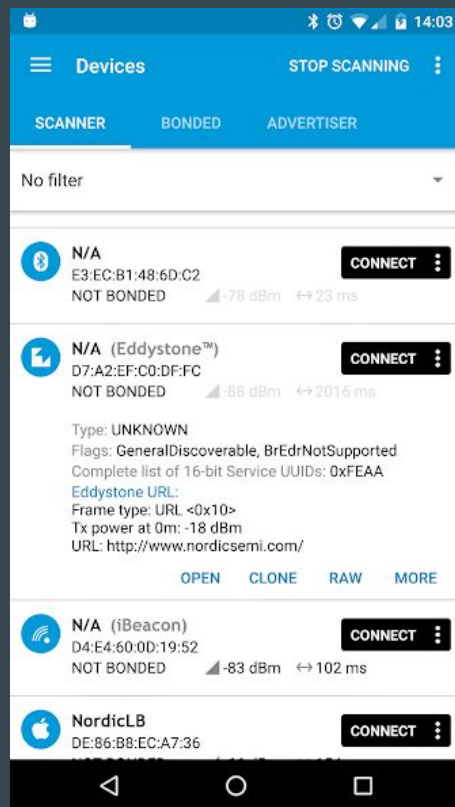 14:03
Devices STOP SCANNING
SCANNER BONDED ADVERTISER
No filter
N/A
E3:EC:B1:48:6D:C2
NOT BONDED -78 dBm 23 ms
CONNECT
N/A (Eddystone™)
D7:A2:EF:C0:DF:FC
NOT BONDED -88 dBm 2016 ms
CONNECT
Type: UNKNOWN
Flags: GeneralDiscoverable, BrEdrNotSupported
Complete list of 16-bit Service UUIDs: 0xFEAA
Eddystone URL:
Frame type: URL <0x10>
Tx power at 0m: -18 dBm
URL: http://www.nordicsemi.com/
OPEN CLONE RAW MORE
N/A (iBeacon)
D4:E4:60:0D:19:52
NOT BONDED -83 dBm 102 ms
CONNECT
NordicLB
DE:86:B8:EC:A7:36
CONNECT